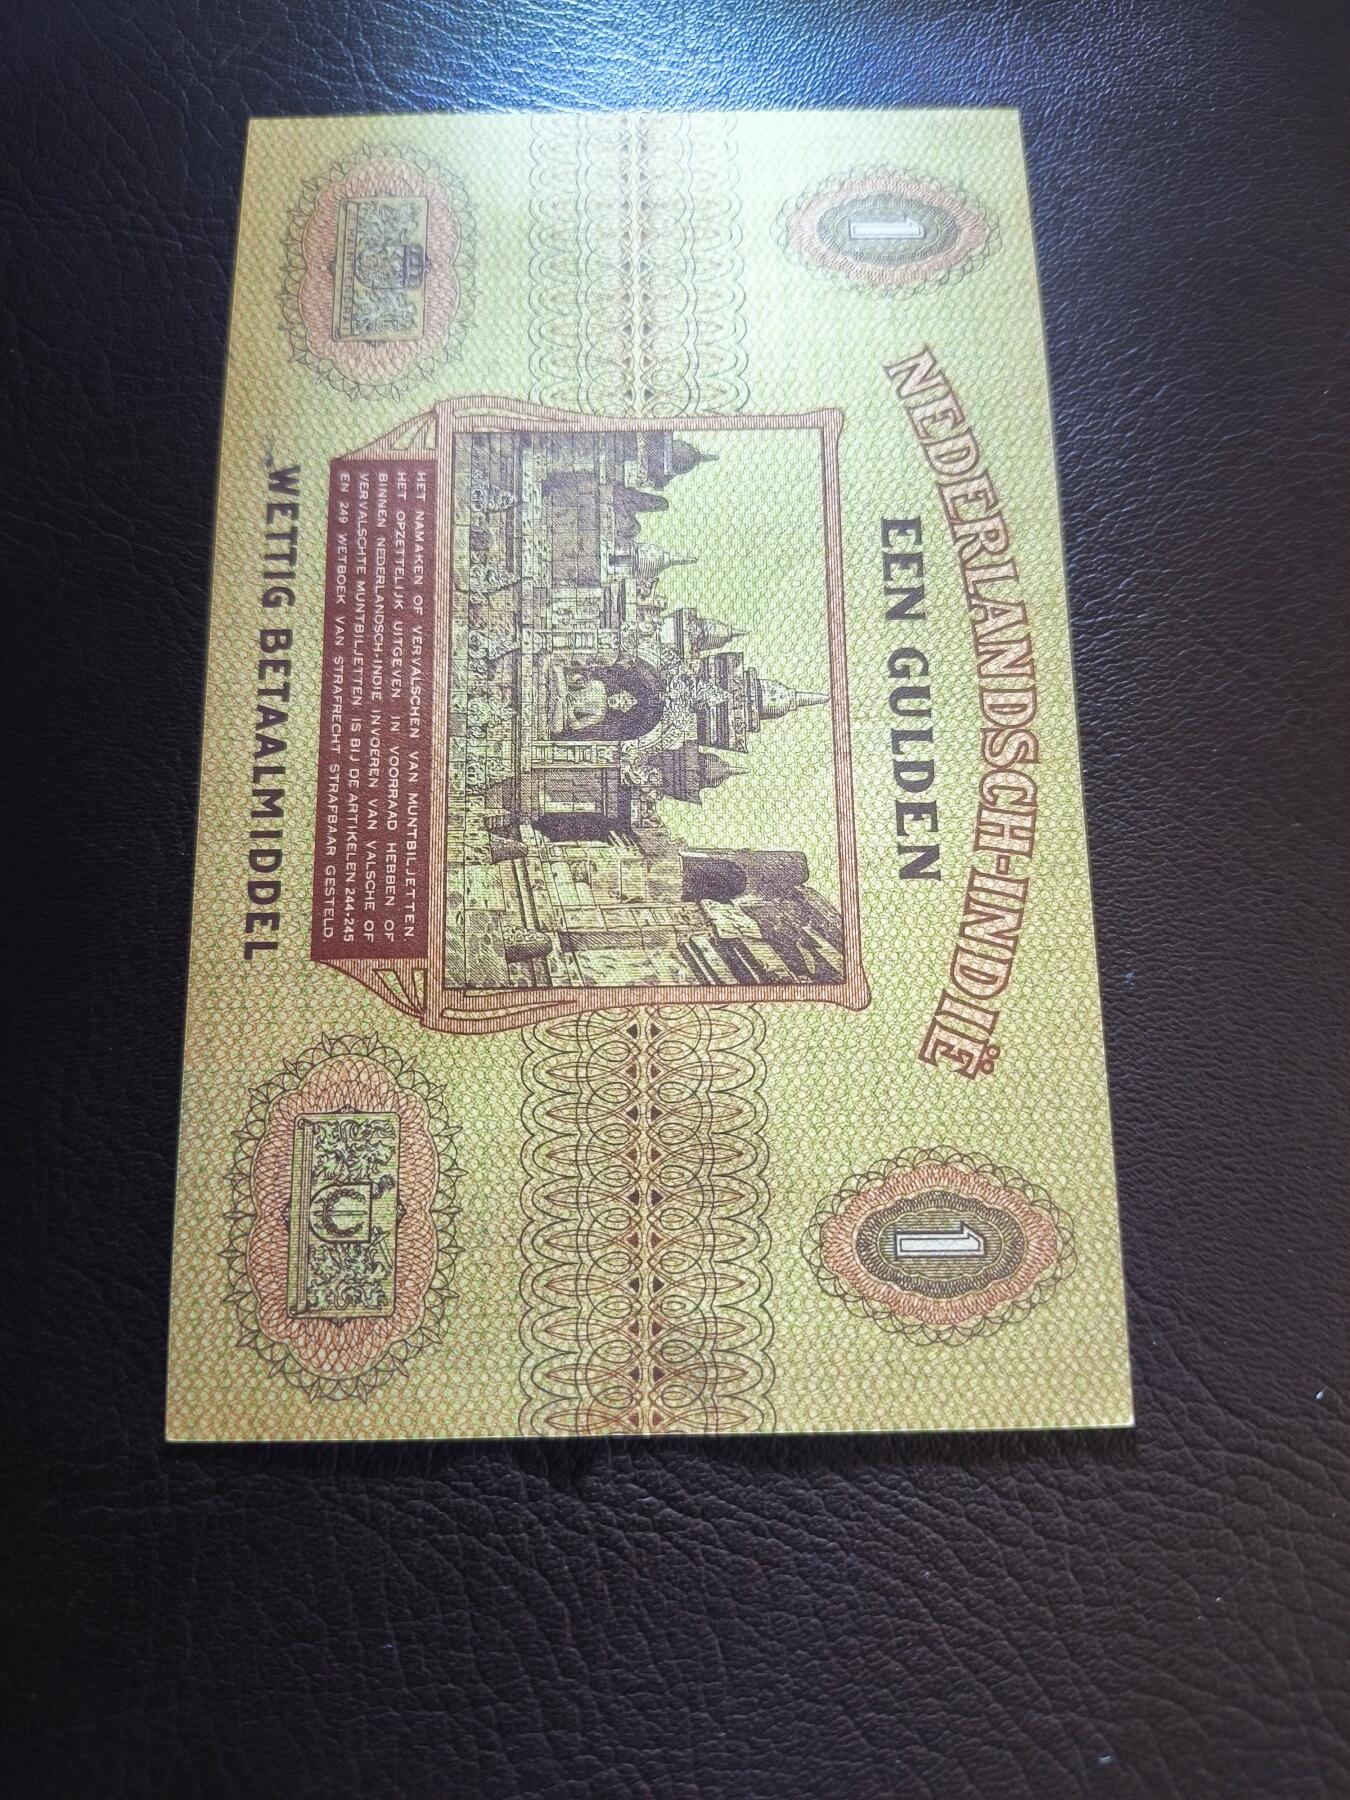 NEDERLANDSCH-INDIË
EEN GULDEN
1
1
HET NAMAKEN OF VERVALSCHEN VAN MUNTBILJETTEN,
HET OPZETTELIJK UITGEVEN IN VOORRAAD HEBBEN OF
BINNEN NEDERLANDSCH-INDIE INVOEREN VAN VALSCHE OF
VERVALSCHTE MUNTBILJETTEN IS BIJ DE ARTIKELEN 244-245
EN 249 WETBOEK VAN STRAFRECHT STRAFBAAR GESTELD.
WETTIG BETAALMIDDEL